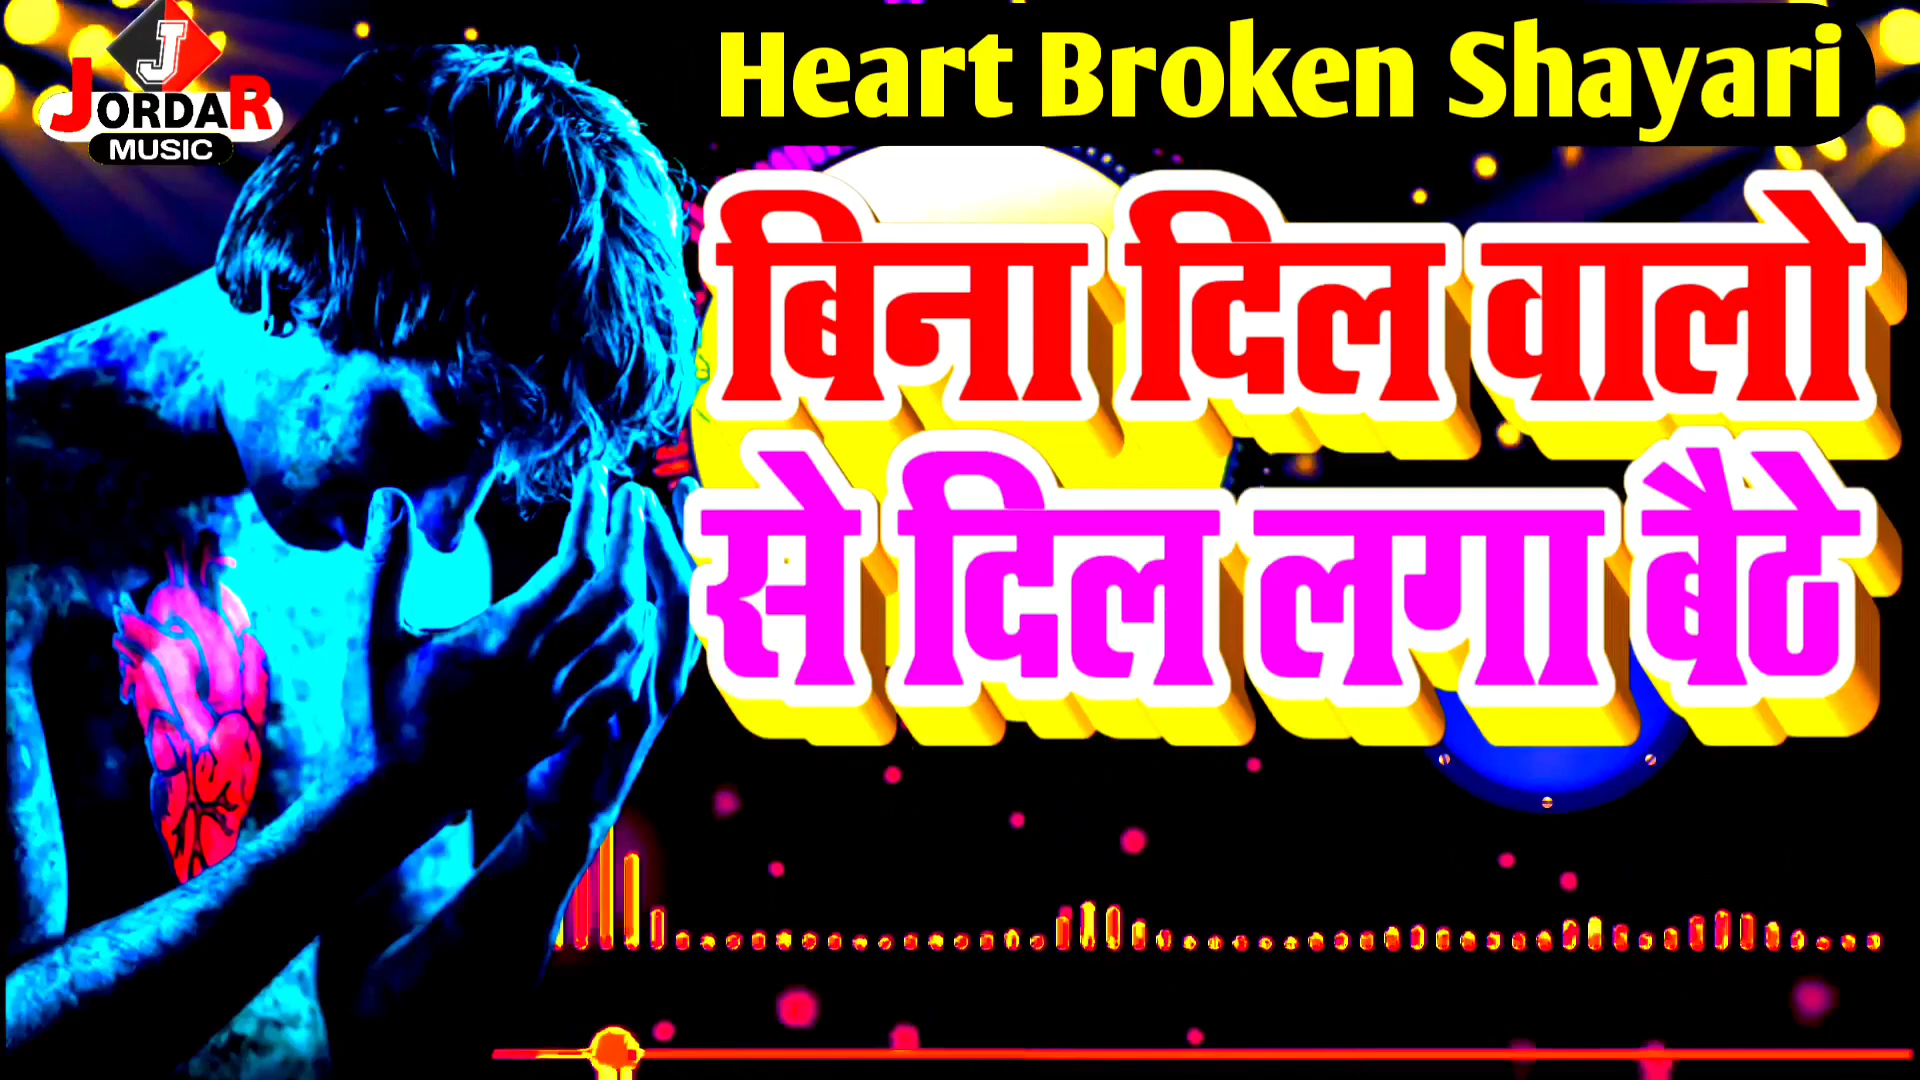 J
JORDAR
MUSIC
Heart Broken Shayari
बिना दिल वालो
से दिल लगा बैठे